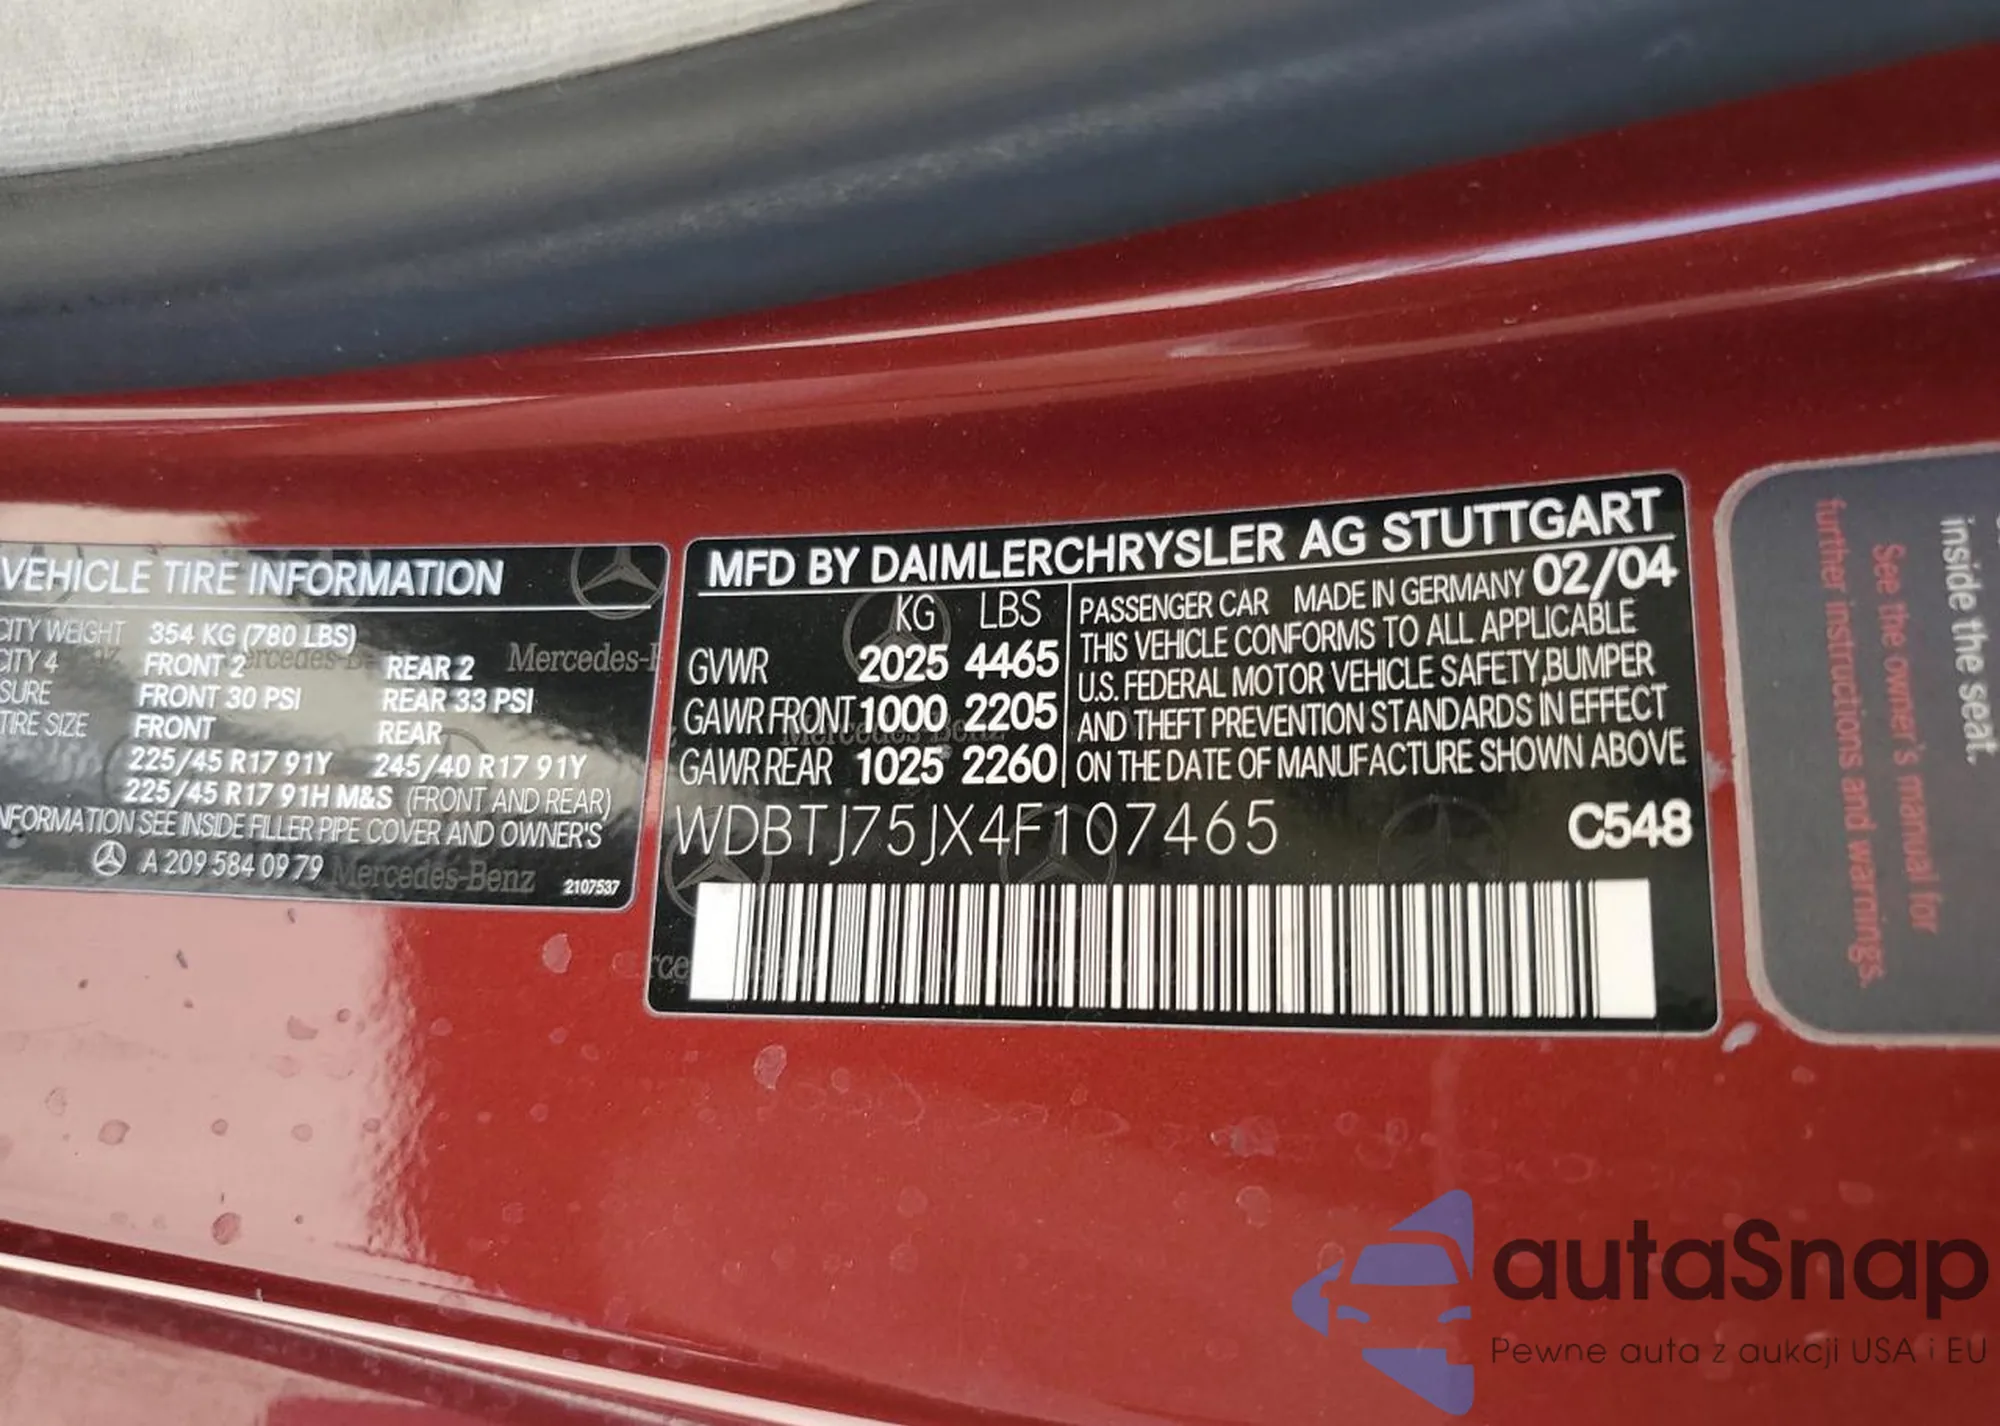 VEHICLE TIRE INFORMATION
CITY WEIGHT 354 KG (780 LBS)
CITY 4 FRONT 2 REAR 2
SURE FRONT 30 PSI REAR 33 PSI
TIRE SIZE FRONT REAR
225/45 R17 91Y 245/40 R17 91Y
225/45 R17 91H M&S (FRONT AND REAR)
NFORMATION SEE INSIDE FILLER PIPE COVER AND OWNER'S
A 209 584 09 79
2107537
Mercedes-Benz
MFD BY DAIMLERCHRYSLER AG STUTTGART
KG LBS
GVWR 2025 4465
GAWR FRONT 1000 2205
GAWR REAR 1025 2260
PASSENGER CAR MADE IN GERMANY 02/04
THIS VEHICLE CONFORMS TO ALL APPLICABLE
U.S. FEDERAL MOTOR VEHICLE SAFETY, BUMPER
AND THEFT PREVENTION STANDARDS IN EFFECT
ON THE DATE OF MANUFACTURE SHOWN ABOVE
WDBTJ75JX4F107465 C548
inside the seat.
See the owner's manual for
further instructions and warnings.
autaSnap
Pewne auta z aukcji USA i EU